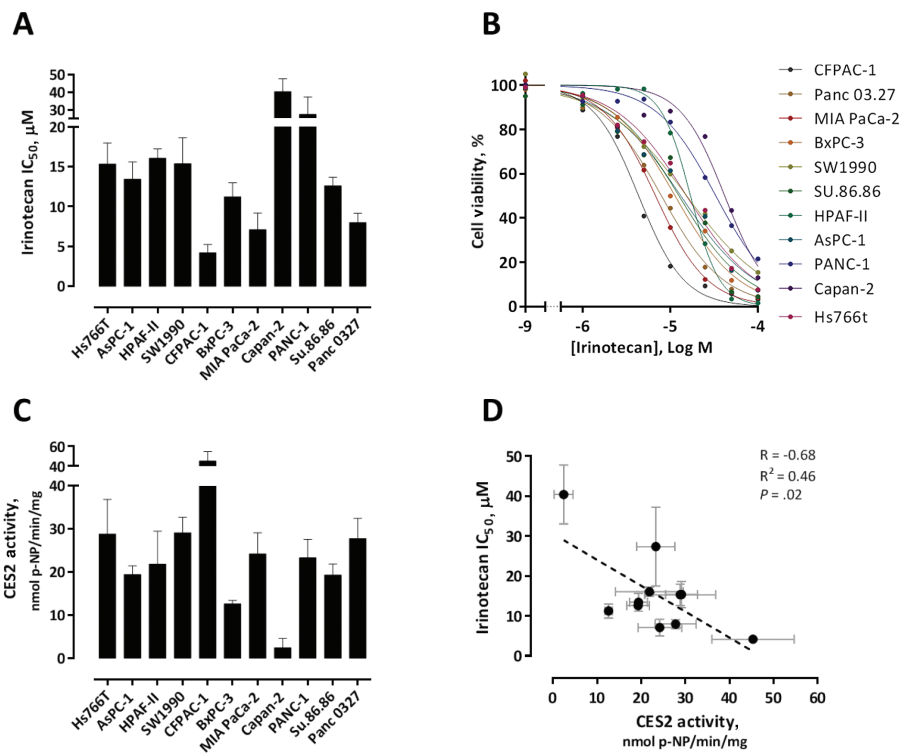 A
Irinotecan IC50, µM
50
40
30
20
15
10
5
0
Hs766T
AsPC-1
HPAF-II
SW1990
CFPAC-1
BxPC-3
MIA PaCa-2
Capan-2
PANC-1
Su.86.86
Panc 0327
B
Cell viability, %
100
80
60
40
20
0
-9
-6
-5
-4
[Irinotecan], Log M
CFPAC-1
Panc 03.27
MIA PaCa-2
BxPC-3
SW1990
SU.86.86
HPAF-II
AsPC-1
PANC-1
Capan-2
Hs766t
C
CES2 activity,
nmol p-NP/min/mg
60
40
40
30
20
10
0
Hs766T
AsPC-1
HPAF-II
SW1990
CFPAC-1
BxPC-3
MIA PaCa-2
Capan-2
PANC-1
Su.86.86
Panc 0327
D
R = -0.68
R² = 0.46
P = .02
Irinotecan IC50, µM
50
40
30
20
10
0
0
10
20
30
40
50
60
CES2 activity,
nmol p-NP/min/mg